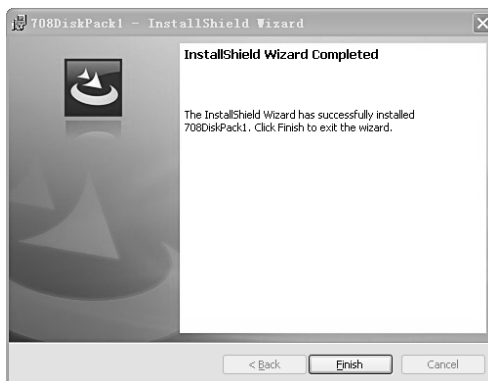 708DiskPack1 - InstallShield Wizard
InstallShield Wizard Completed
The InstallShield Wizard has successfully installed
708DiskPack1. Click Finish to exit the wizard.
< Back
Finish
Cancel